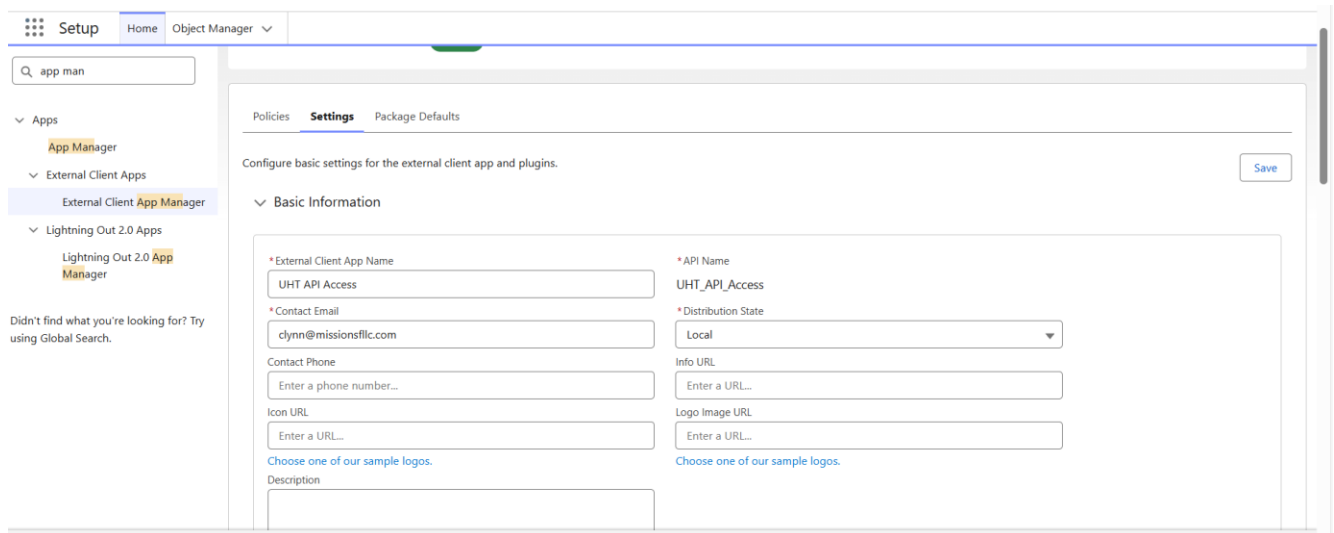 Setup
Home
Object Manager
app man
Apps
App Manager
External Client Apps
External Client App Manager
Lightning Out 2.0 Apps
Lightning Out 2.0 App
Manager
Didn't find what you're looking for? Try
using Global Search.
Policies
Settings
Package Defaults
Configure basic settings for the external client app and plugins.
Save
Basic Information
* External Client App Name
UHT API Access
* API Name
UHT_API_Access
* Contact Email
clynn@missionsfllc.com
* Distribution State
Local
Contact Phone
Enter a phone number...
Info URL
Enter a URL...
Icon URL
Enter a URL...
Choose one of our sample logos.
Logo Image URL
Enter a URL...
Choose one of our sample logos.
Description